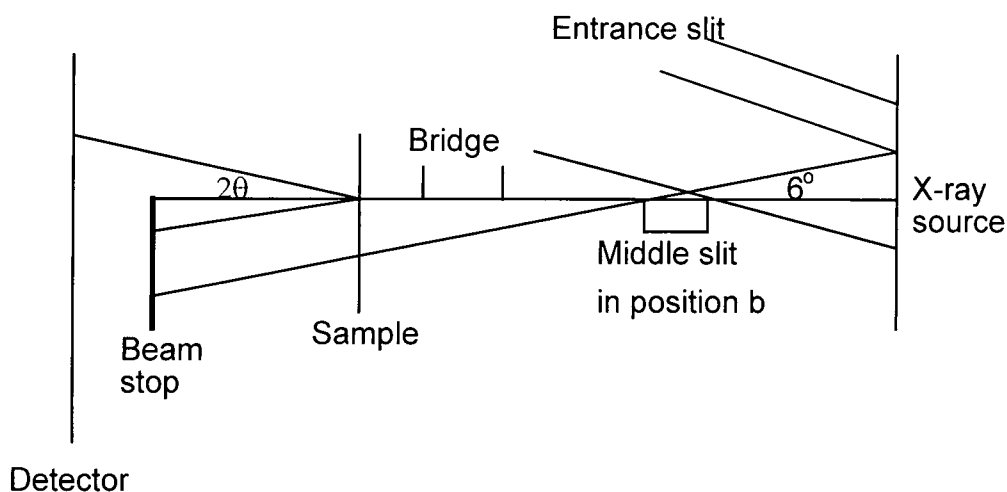 Entrance slit
Bridge
2θ
6°
X-ray
source
Middle slit
in position b
Sample
Beam
stop
Detector